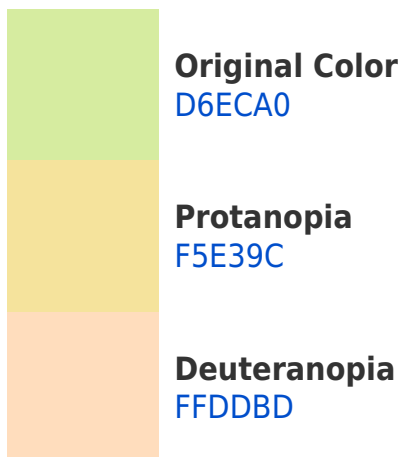 Original Color
D6ECA0
Protanopia
F5E39C
Deuteranopia
FFDDBD